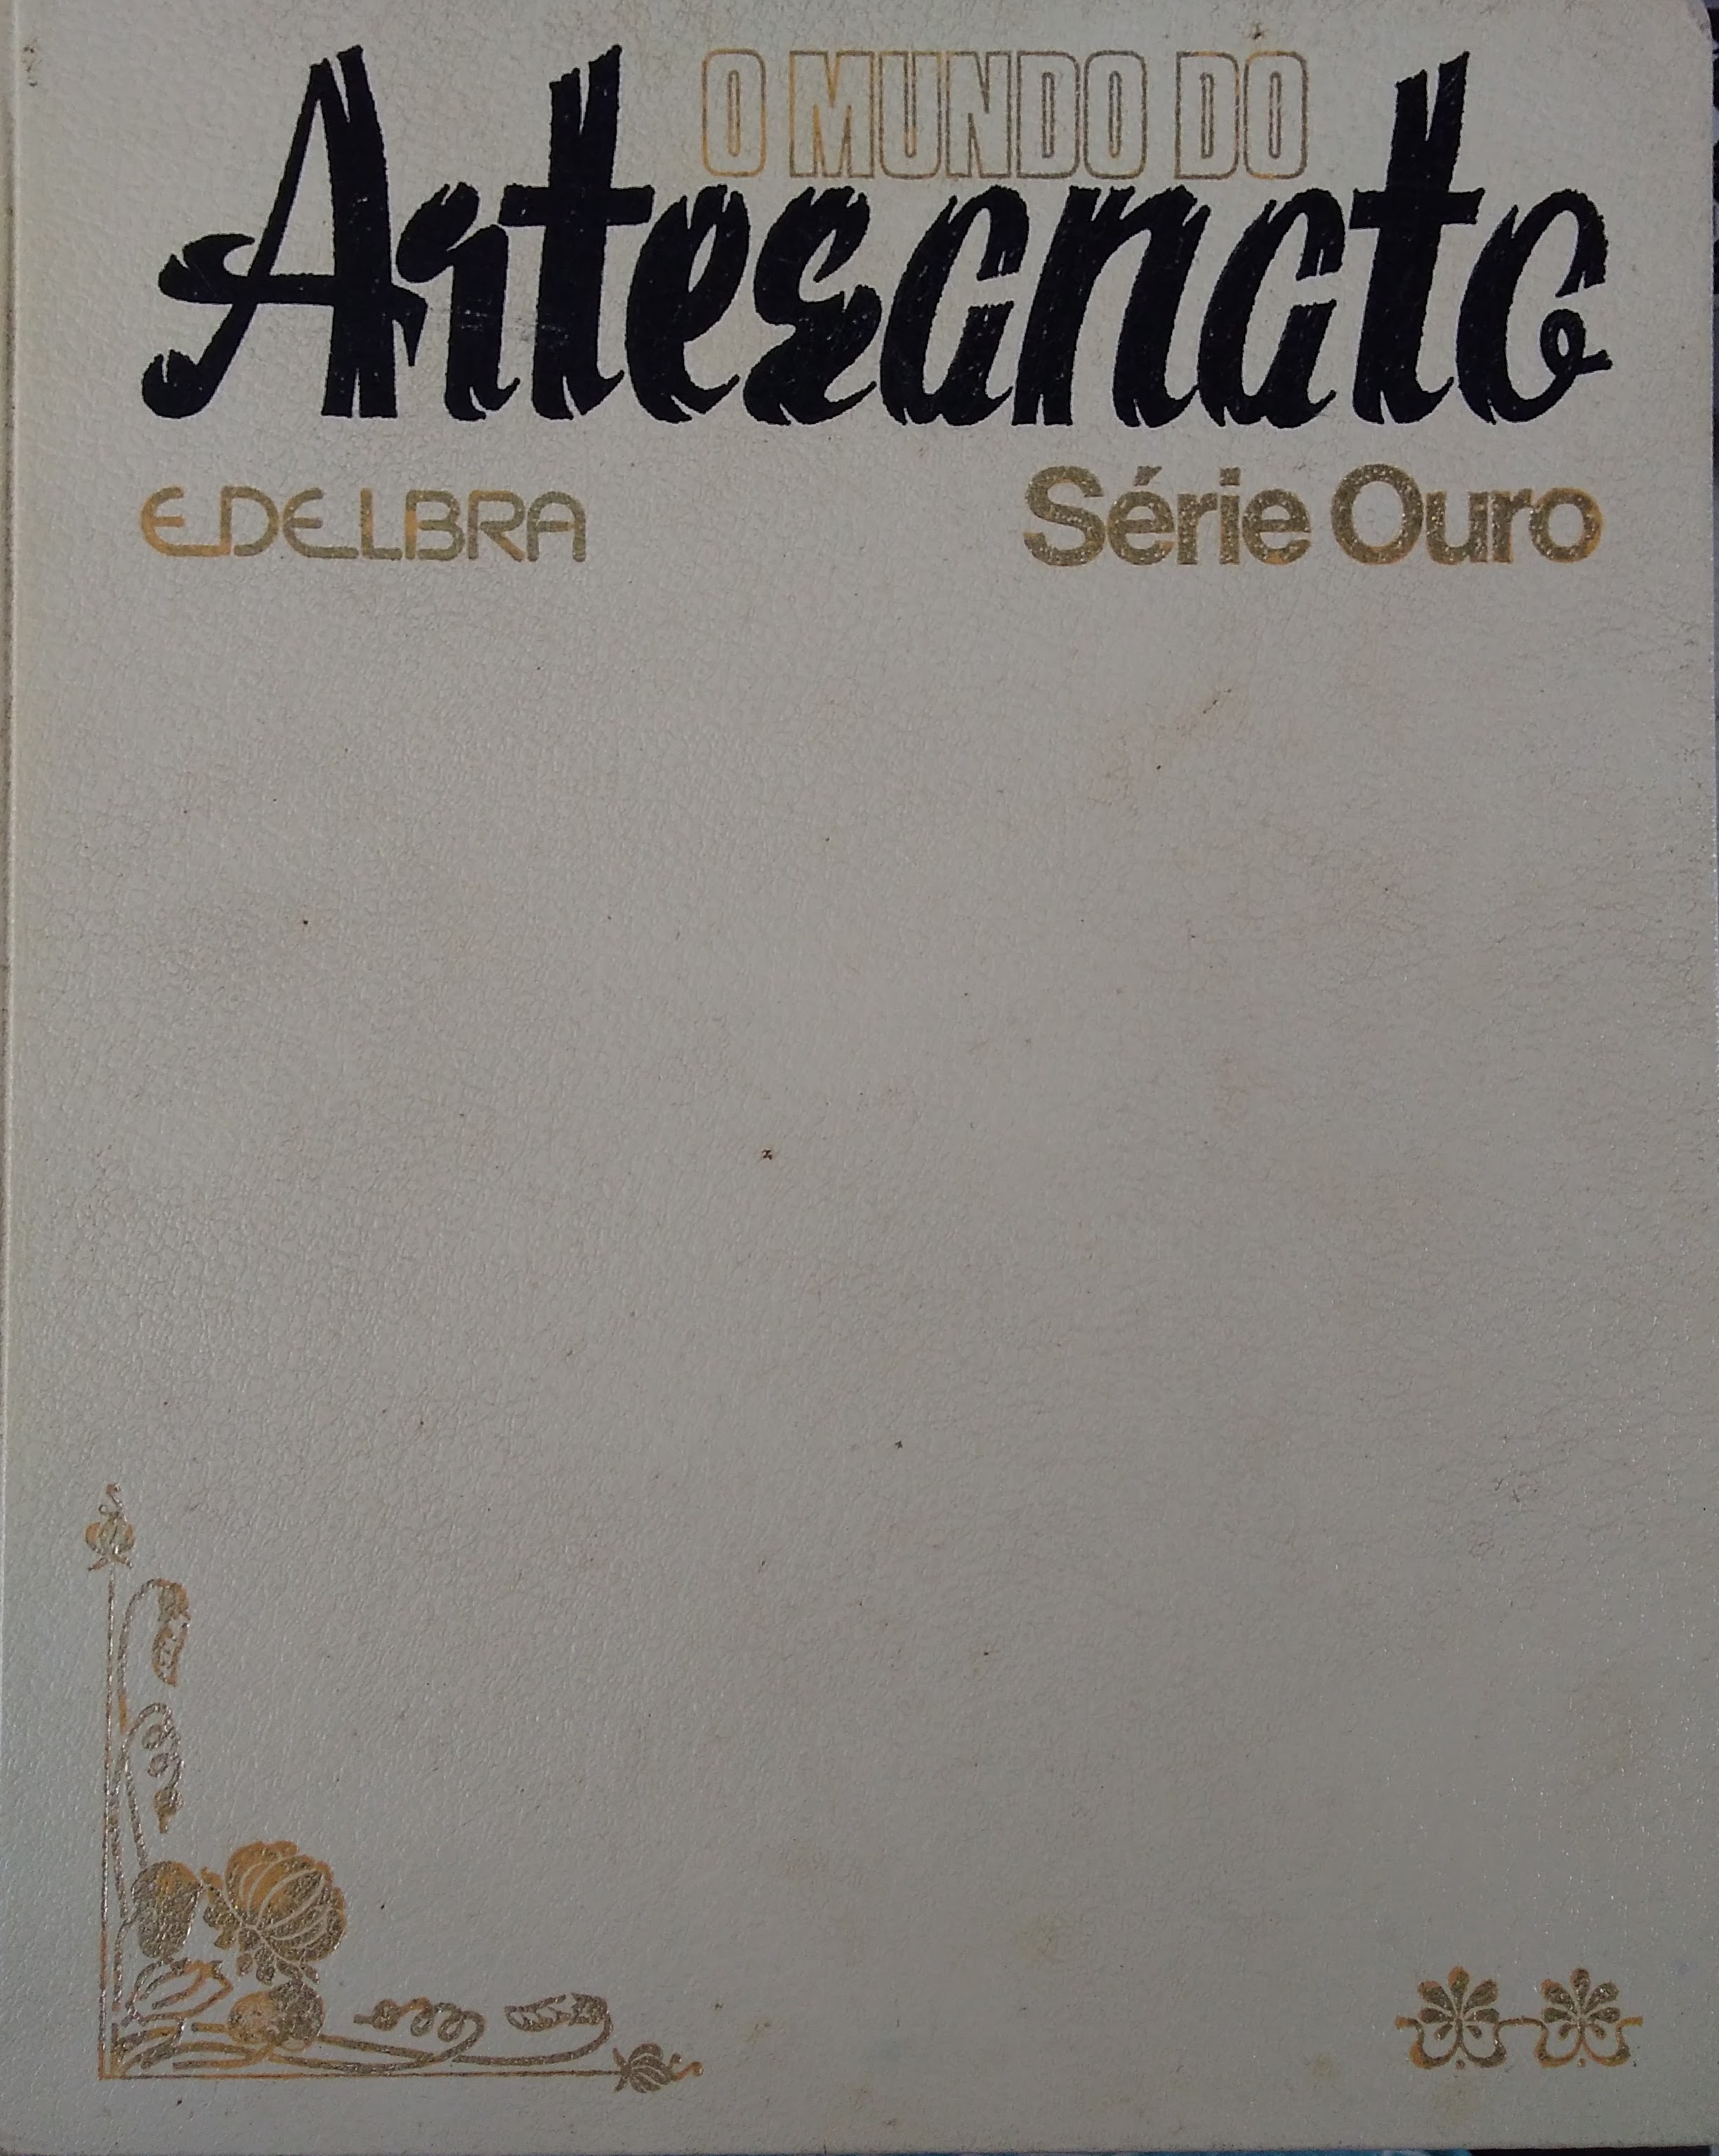 O MUNDO DO
Artesanato
EDELBRA
Série Ouro